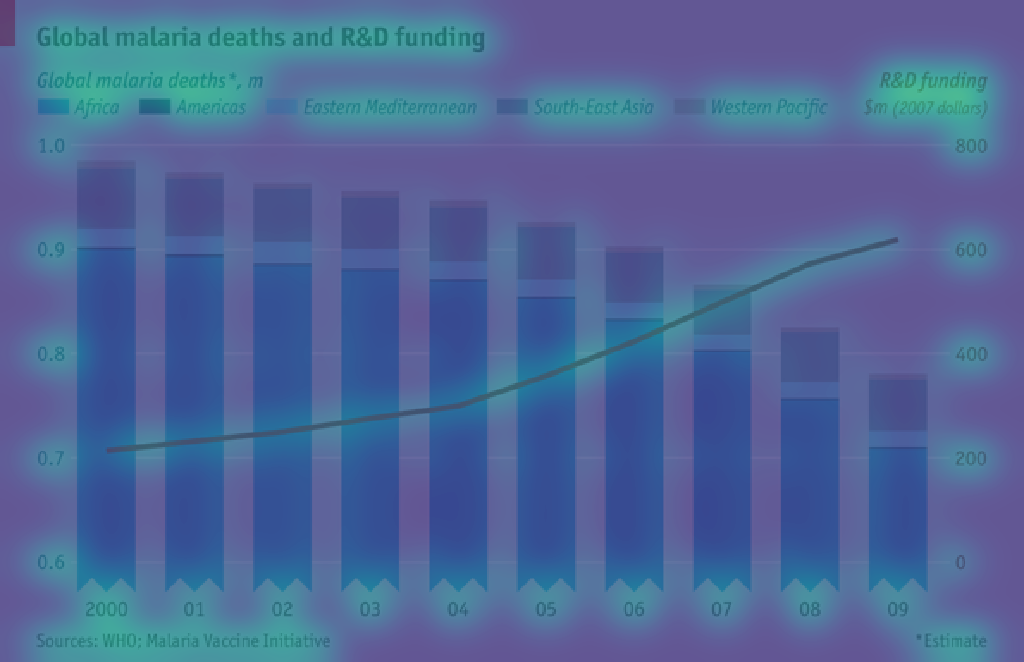 Global malaria deaths and R&D funding
Global malaria deaths*, m
R&D funding
Africa Americas Eastern Mediterranean South-East Asia Western Pacific $m (2007 dollars)
1.0 800
0.9 600
0.8 400
0.7 200
0.6 0
2000 01 02 03 04 05 06 07 08 09
Sources: WHO; Malaria Vaccine Initiative *Estimate